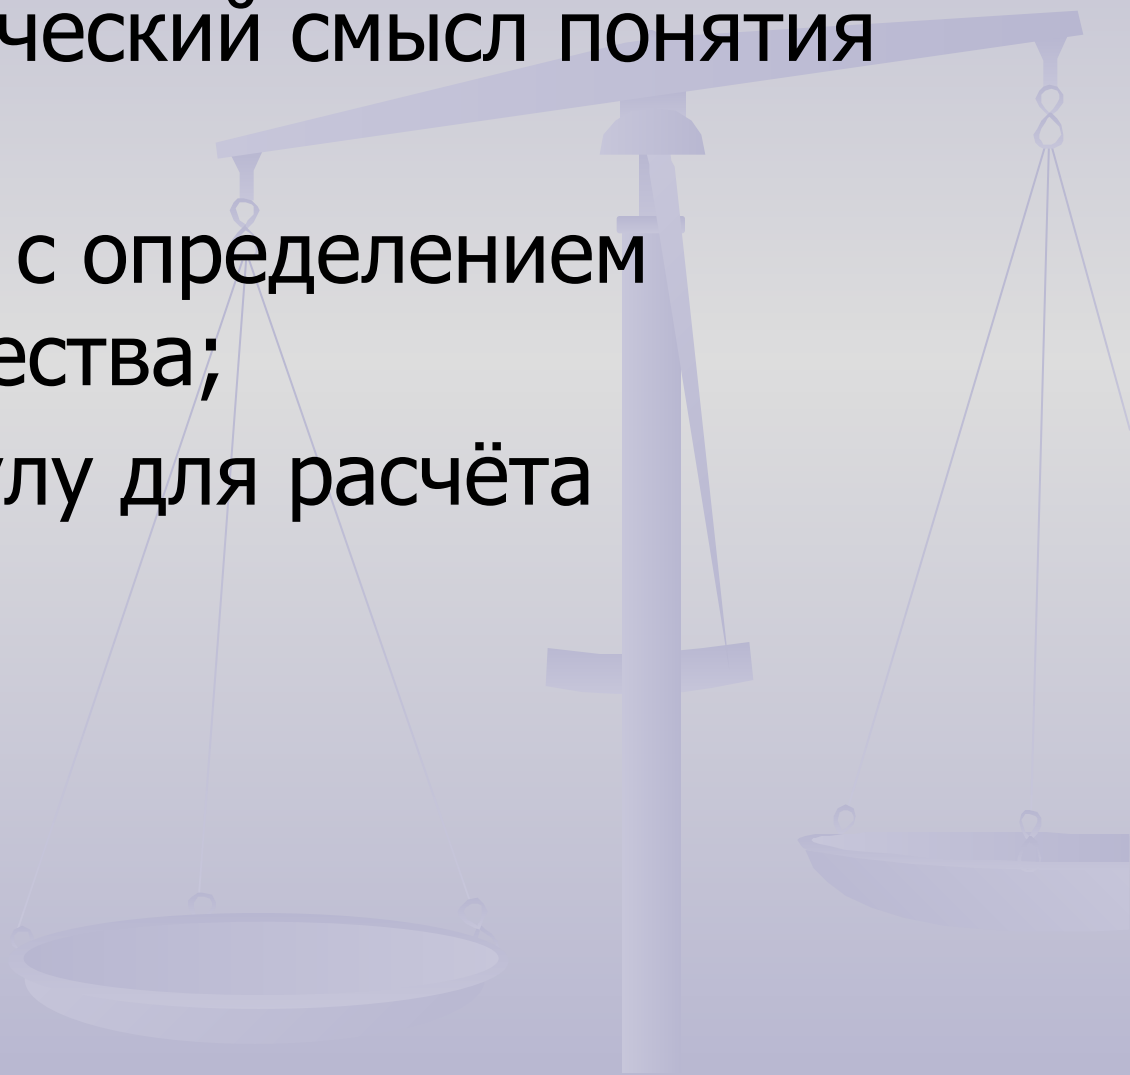 ческий смысл понятия
с определением
ества;
лу для расчёта